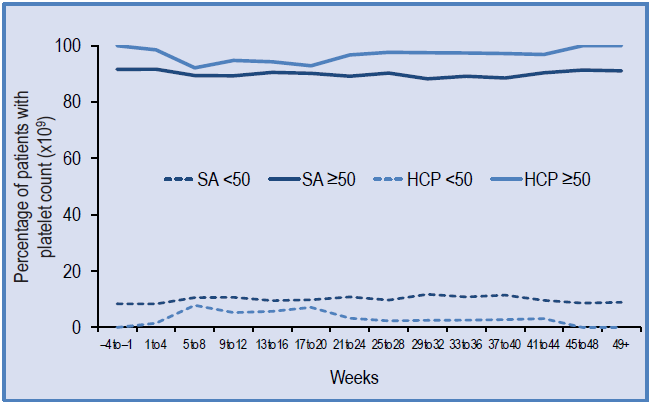 Percentage of patients with
platelet count (x10⁹)
100
80
60
40
20
0
SA <50 SA ≥50 HCP <50 HCP ≥50
–4 to –1 1 to 4 5 to 8 9 to 12 13 to 16 17 to 20 21 to 24 25 to 28 29 to 32 33 to 36 37 to 40 41 to 44 45 to 48 49+
Weeks